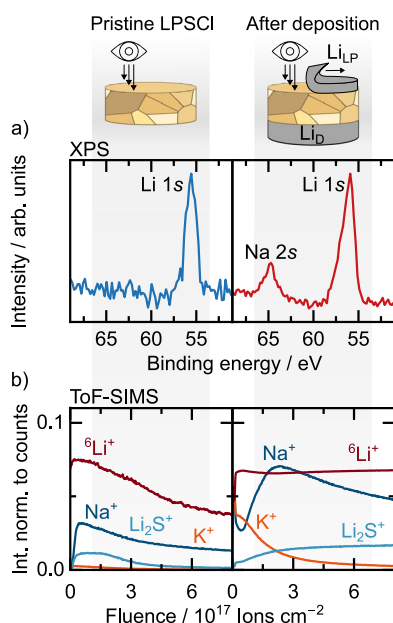 Pristine LPSCl
After deposition
Li_LP
Li_D
a)
XPS
Intensity / arb. units
Li 1s
Li 1s
Na 2s
65 60 55 65 60 55
Binding energy / eV
b)
ToF-SIMS
Int. norm. to counts
0.1
0.0
⁶Li⁺
Na⁺
Li₂S⁺
K⁺
Na⁺
⁶Li⁺
K⁺
Li₂S⁺
0 3 6 0 3 6
Fluence / 10¹⁷ Ions cm⁻²